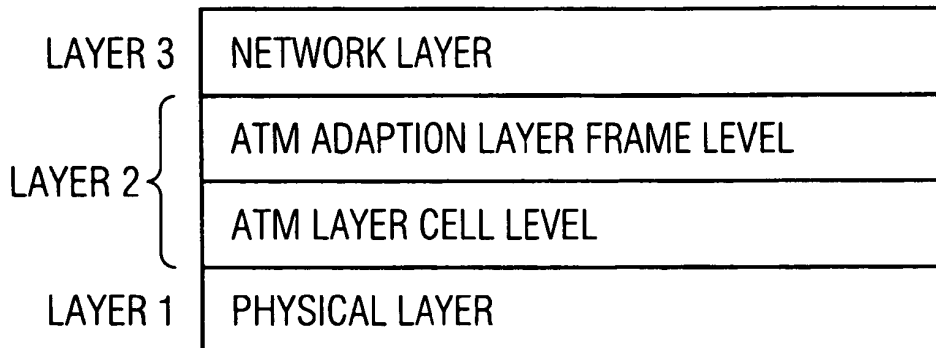 LAYER 3 NETWORK LAYER
ATM ADAPTION LAYER FRAME LEVEL
LAYER 2
ATM LAYER CELL LEVEL
LAYER 1 PHYSICAL LAYER